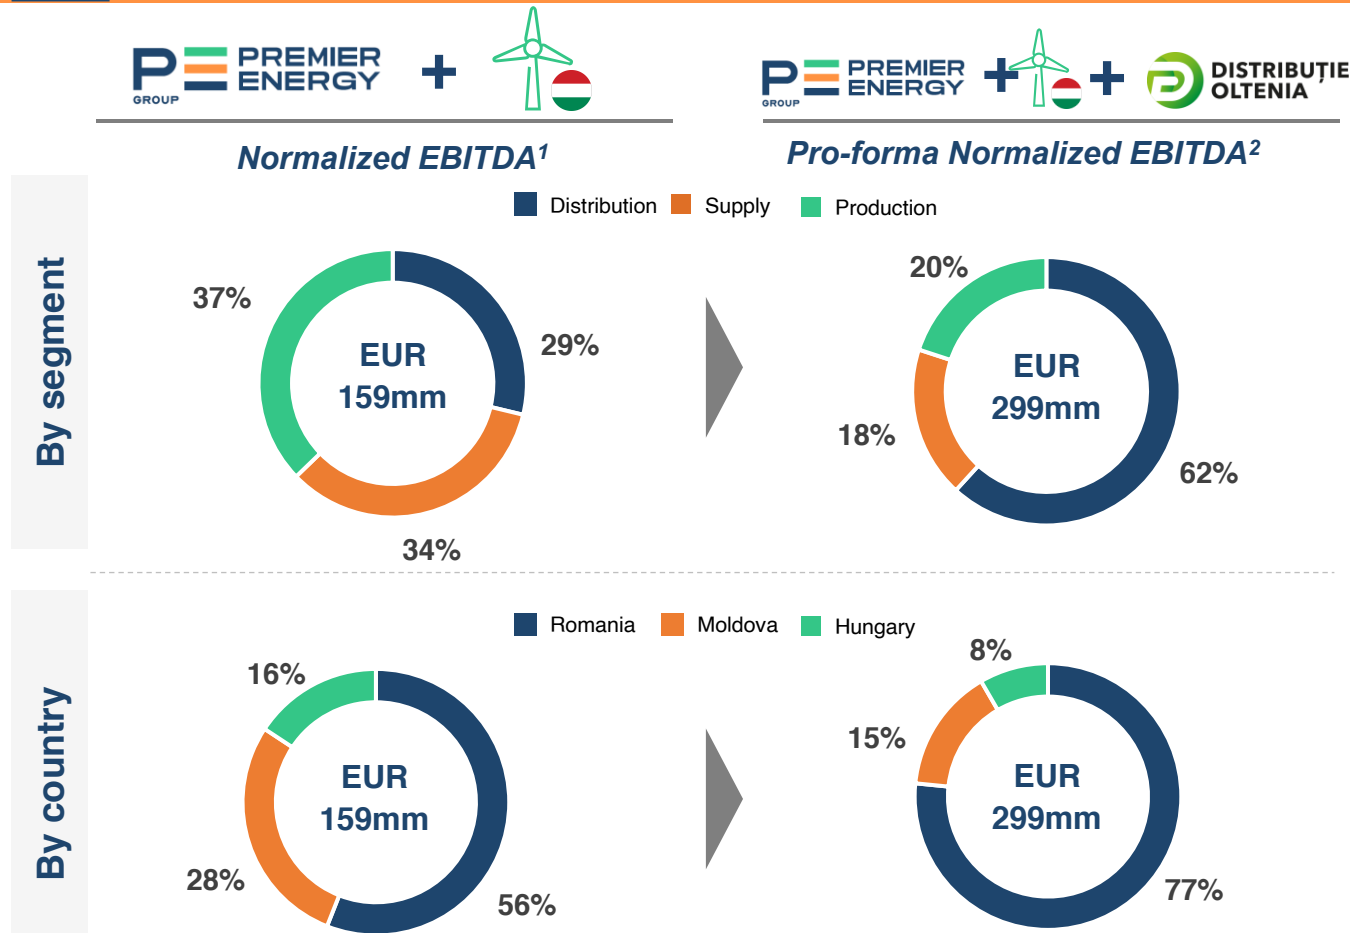 PREMIER
ENERGY
GROUP
+
PREMIER
ENERGY
GROUP
+
+
DISTRIBUȚIE
OLTENIA
Normalized EBITDA¹
Pro-forma Normalized EBITDA²
Distribution
Supply
Production
By segment
37%
29%
34%
EUR
159mm
20%
18%
62%
EUR
299mm
Romania
Moldova
Hungary
By country
16%
28%
56%
EUR
159mm
8%
15%
77%
EUR
299mm